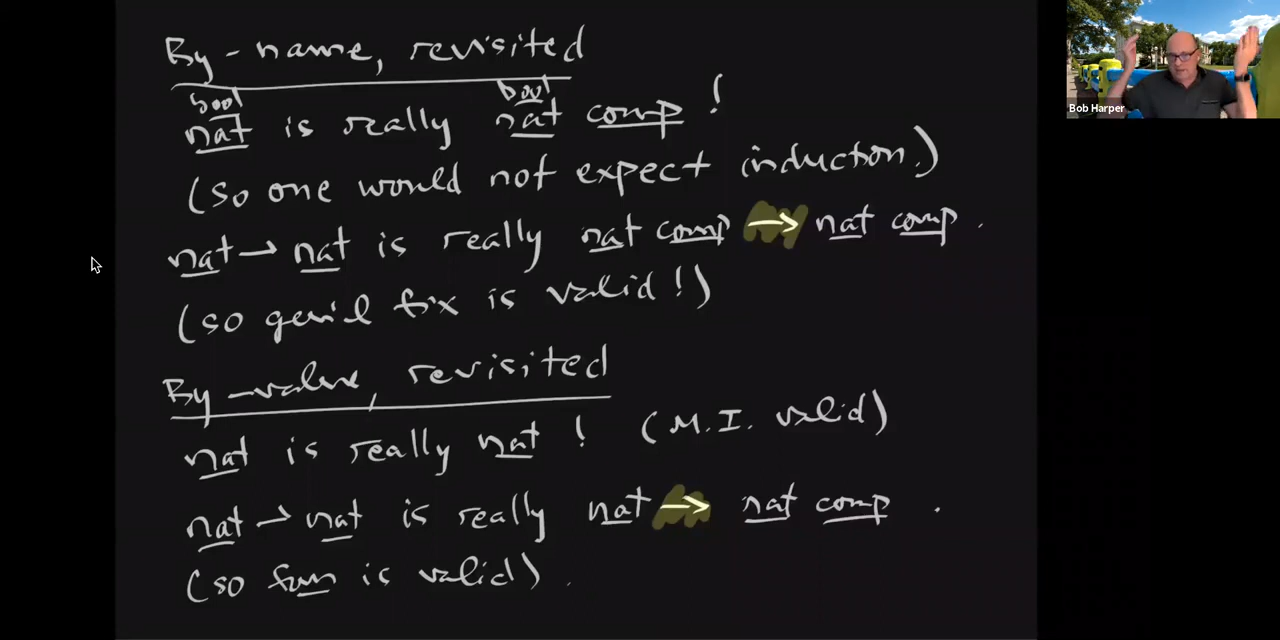 By-name, revisited
bool bool
nat is really nat comp !
(so one would not expect induction.)
nat → nat is really nat comp → nat comp .
(so gen'l fix is valid!)
By-value, revisited
nat is really nat ! (M.I. valid)
nat → nat is really nat → nat comp .
(so fun is valid) .
Bob Harper